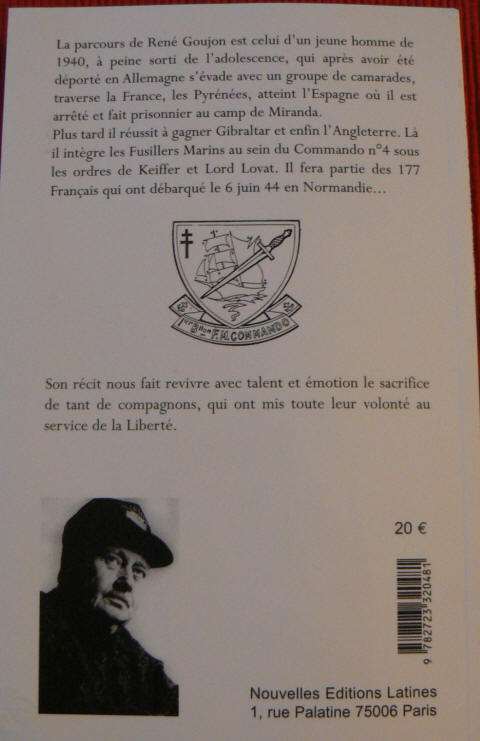 La parcours de René Goujon est celui d'un jeune homme de
1940, à peine sorti de l'adolescence, qui après avoir été
déporté en Allemagne s'évade avec un groupe de camarades,
traverse la France, les Pyrénées, atteint l'Espagne où il est
arrêté et fait prisonnier au camp de Miranda.
Plus tard il réussit à gagner Gibraltar et enfin l'Angleterre. Là
il intègre les Fusillers Marins au sein du Commando n°4 sous
les ordres de Keiffer et Lord Lovat. Il fera partie des 177
Français qui ont débarqué le 6 juin 44 en Normandie...
1er Bllon F.M. COMMANDO
Son récit nous fait revivre avec talent et émotion le sacrifice
de tant de compagnons, qui ont mis toute leur volonté au
service de la Liberté.
20 €
9 782723 320481
Nouvelles Editions Latines
1, rue Palatine 75006 Paris